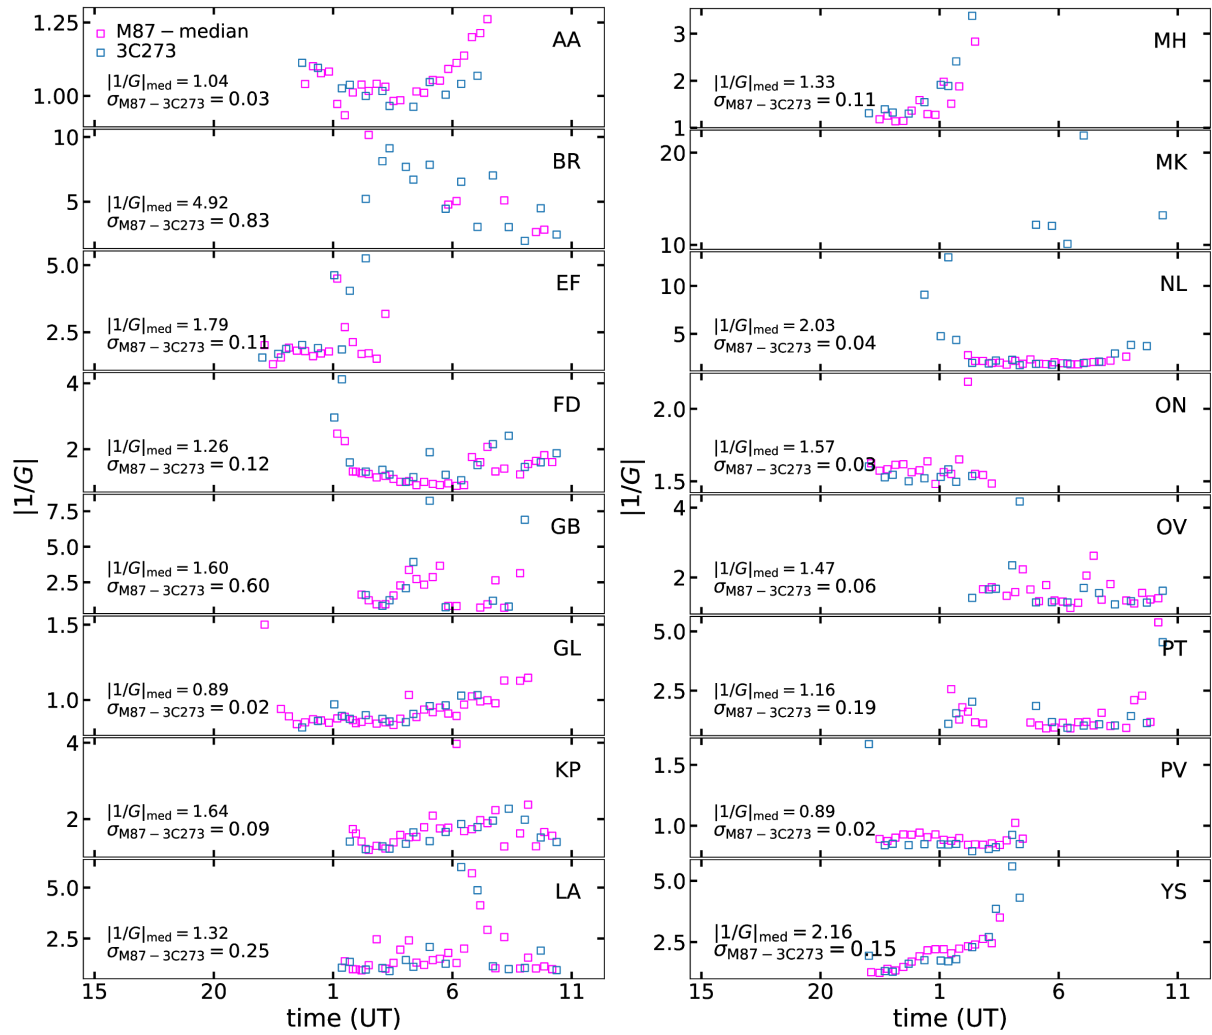 1.25
1.00
M87 − median
3C273
|1/G|med = 1.04
σM87 − 3C273 = 0.03
AA
10
5
|1/G|med = 4.92
σM87 − 3C273 = 0.83
BR
5.0
2.5
|1/G|med = 1.79
σM87 − 3C273 = 0.11
EF
4
2
|1/G|med = 1.26
σM87 − 3C273 = 0.12
FD
|1/G|
7.5
5.0
2.5
|1/G|med = 1.60
σM87 − 3C273 = 0.60
GB
1.5
1.0
|1/G|med = 0.89
σM87 − 3C273 = 0.02
GL
4
2
|1/G|med = 1.64
σM87 − 3C273 = 0.09
KP
5.0
2.5
|1/G|med = 1.32
σM87 − 3C273 = 0.25
LA
15 20 1 6 11
time (UT)
3
2
1
|1/G|med = 1.33
σM87 − 3C273 = 0.11
MH
20
10
MK
10
5
|1/G|med = 2.03
σM87 − 3C273 = 0.04
NL
2.0
1.5
|1/G|med = 1.57
σM87 − 3C273 = 0.03
ON
|1/G|
4
2
|1/G|med = 1.47
σM87 − 3C273 = 0.06
OV
5.0
2.5
|1/G|med = 1.16
σM87 − 3C273 = 0.19
PT
1.5
1.0
|1/G|med = 0.89
σM87 − 3C273 = 0.02
PV
5.0
2.5
|1/G|med = 2.16
σM87 − 3C273 = 0.15
YS
15 20 1 6 11
time (UT)